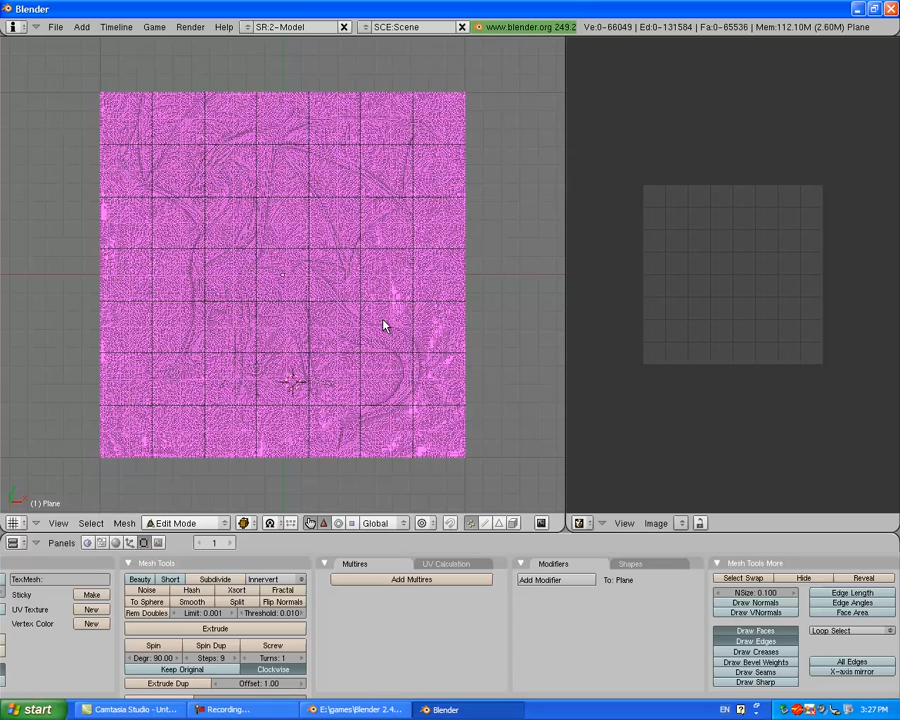 Blender
File Add Timeline Game Render Help SR:2-Model SCE:Scene www.blender.org 249.2 Ve:0-66049 | Ed:0-131584 | Fa:0-65536 | Mem:112.10M (2.60M) Plane
(1) Plane
View Select Mesh Edit Mode Global
View Image
Panels 1
TexMesh:
Sticky Make
UV Texture New
Vertex Color New
Mesh Tools
Beauty Short Subdivide Innervert
Noise Hash Xsort Fractal
To Sphere Smooth Split Flip Normals
Rem Doubles Limit: 0.001 Threshold: 0.010
Extrude
Spin Spin Dup Screw
Degr: 90.00 Steps: 9 Turns: 1
Keep Original Clockwise
Extrude Dup Offset: 1.00
Multires UV Calculation
Add Multires
Modifiers Shapes
Add Modifier To: Plane
Mesh Tools More
Select Swap Hide Reveal
NSize: 0.100 Edge Length
Draw Normals Edge Angles
Draw VNormals Face Area
Draw Faces Loop Select
Draw Edges
Draw Creases
Draw Bevel Weights All Edges
Draw Seams X-axis mirror
Draw Sharp
start Camtasia Studio - Unt... Recording... E:\games\Blender 2.4... Blender EN 3:27 PM